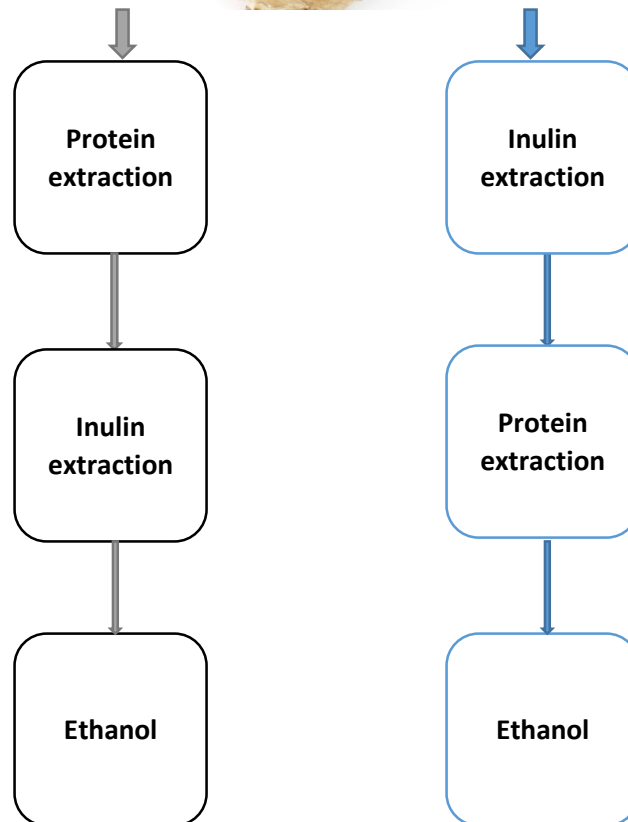 Protein
extraction
Inulin
extraction
Inulin
extraction
Protein
extraction
Ethanol
Ethanol